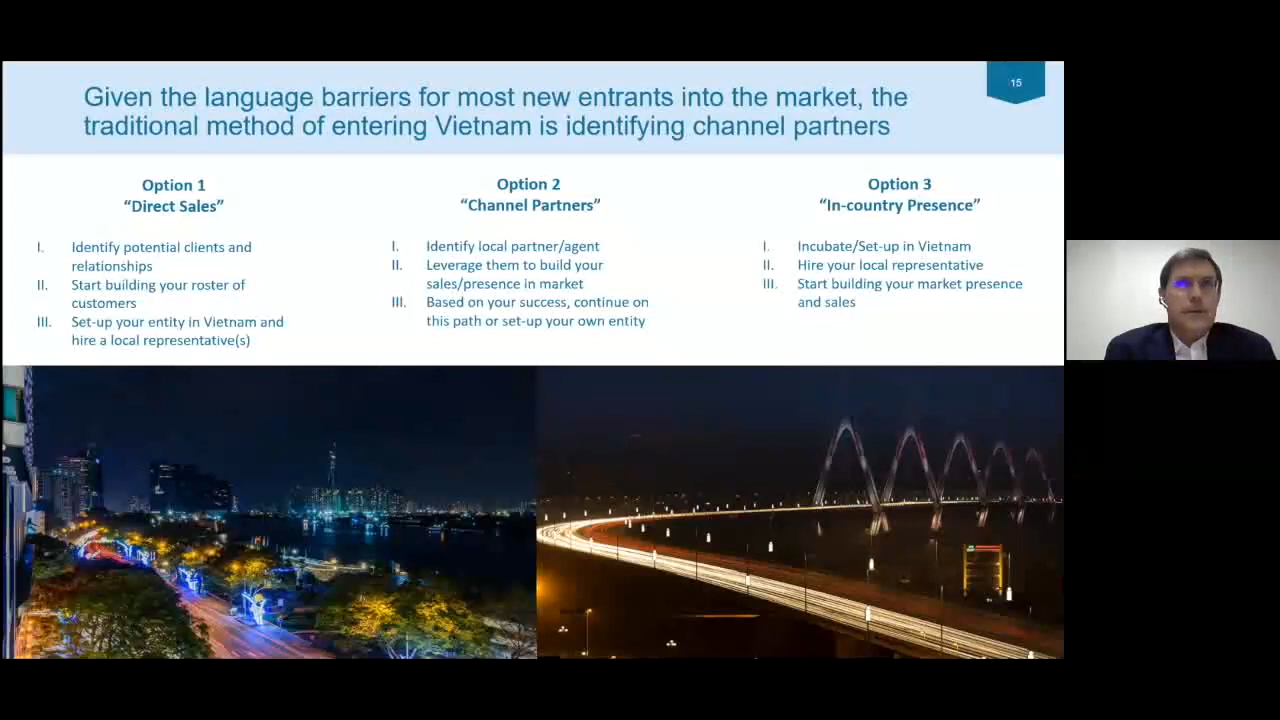 15
Given the language barriers for most new entrants into the market, the
traditional method of entering Vietnam is identifying channel partners
Option 1
“Direct Sales”
I. Identify potential clients and
relationships
II. Start building your roster of
customers
III. Set-up your entity in Vietnam and
hire a local representative(s)
Option 2
“Channel Partners”
I. Identify local partner/agent
II. Leverage them to build your
sales/presence in market
III. Based on your success, continue on
this path or set-up your own entity
Option 3
“In-country Presence”
I. Incubate/Set-up in Vietnam
II. Hire your local representative
III. Start building your market presence
and sales